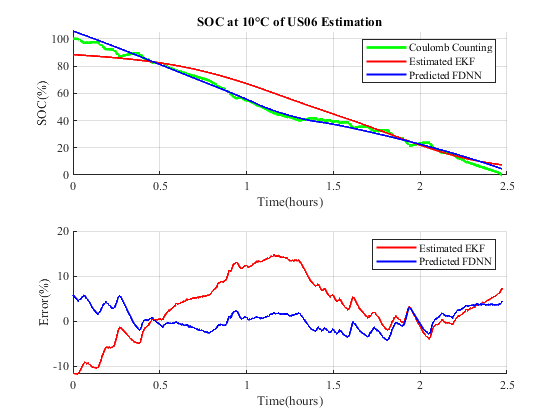 SOC at 10°C of US06 Estimation
100
80
60
40
20
0
SOC(%)
Coulomb Counting
Estimated EKF
Predicted FDNN
0
0.5
1
1.5
2
2.5
Time(hours)
20
10
0
-10
Error(%)
Estimated EKF
Predicted FDNN
0
0.5
1
1.5
2
2.5
Time(hours)